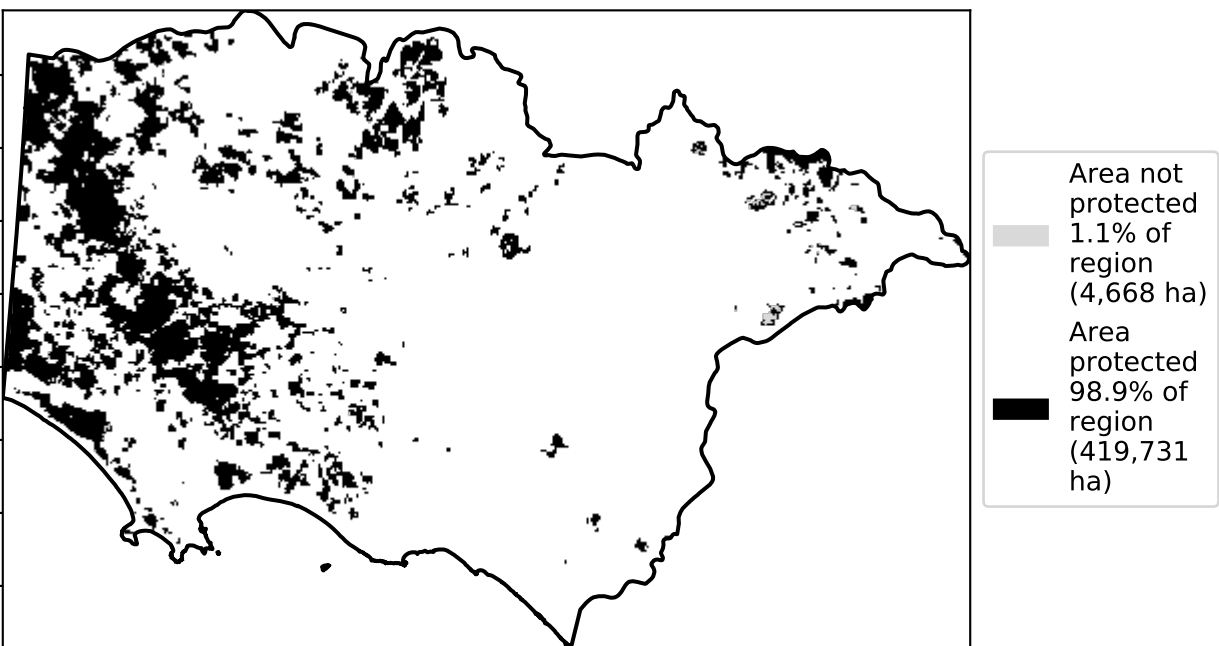 Area not
protected
1.1% of
region
(4,668 ha)
Area
protected
98.9% of
region
(419,731
ha)